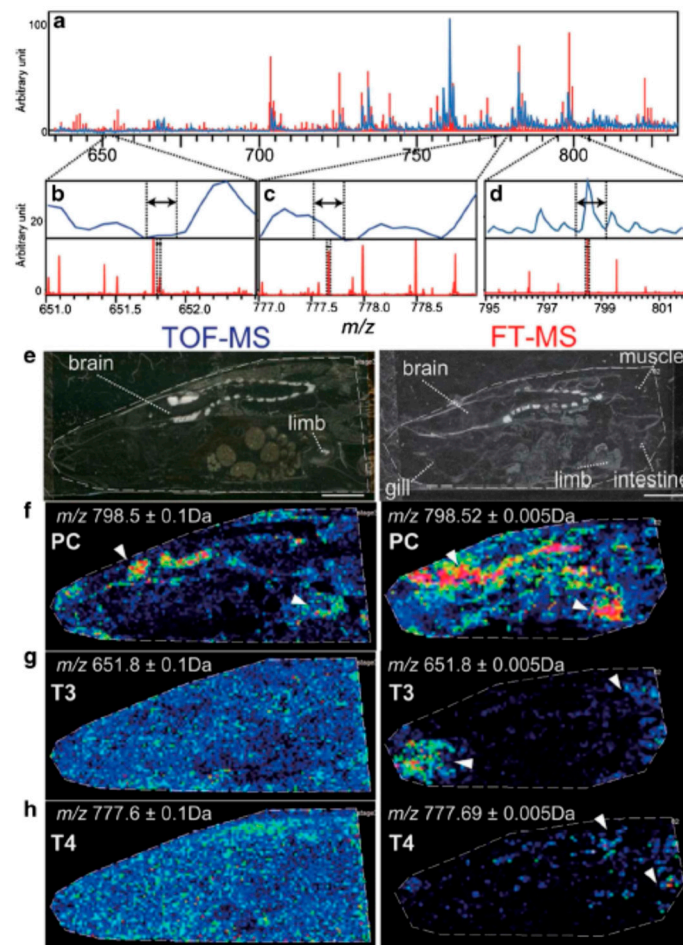 a
Arbitrary unit
100
0
650 700 750 800
b c d
Arbitrary unit
20
0
651.0 651.5 652.0 777.0 777.5 778.0 778.5 795 797 799 801
m/z
TOF-MS FT-MS
e
brain
limb
brain
muscle
gill
limb
intestine
f
m/z 798.5 ± 0.1Da
PC
m/z 798.52 ± 0.005Da
PC
g
m/z 651.8 ± 0.1Da
T3
m/z 651.8 ± 0.005Da
T3
h
m/z 777.6 ± 0.1Da
T4
m/z 777.69 ± 0.005Da
T4